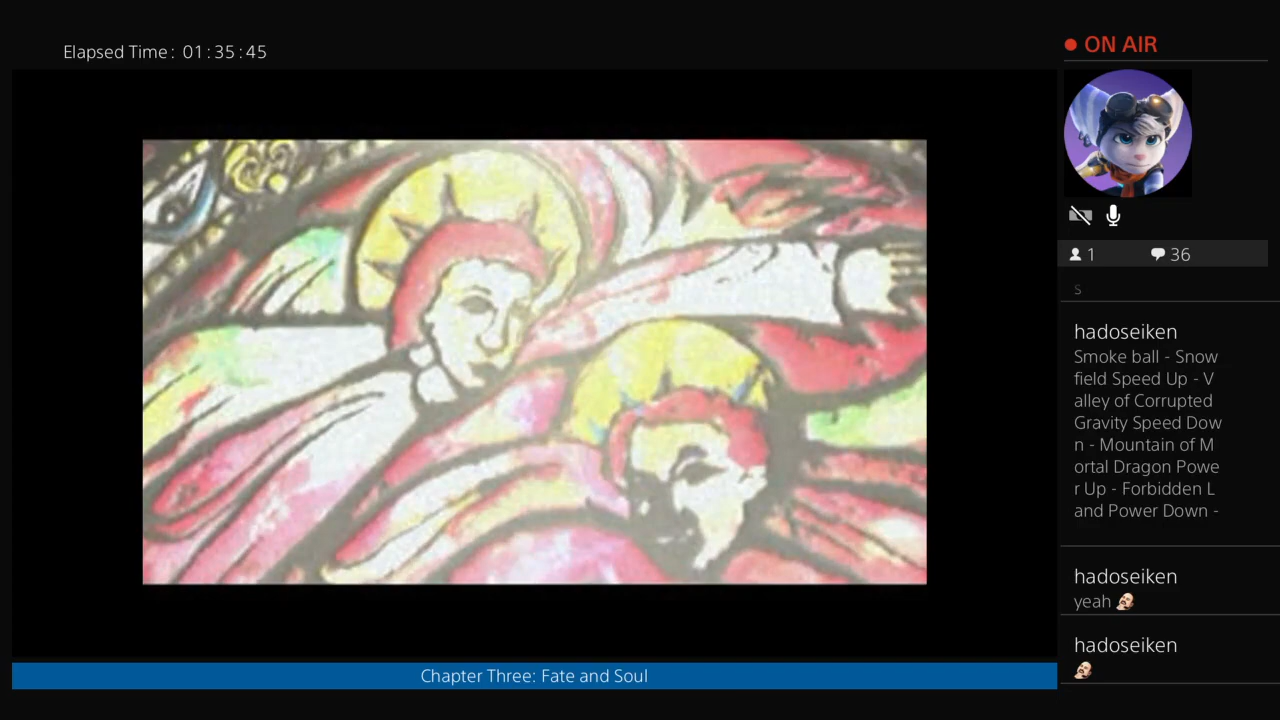 Elapsed Time: 01:35:45
ON AIR
1
36
s
hadoseiken
Smoke ball - Snow
field Speed Up - V
alley of Corrupted
Gravity Speed Dow
n - Mountain of M
ortal Dragon Powe
r Up - Forbidden L
and Power Down -
hadoseiken
yeah
hadoseiken
Chapter Three: Fate and Soul